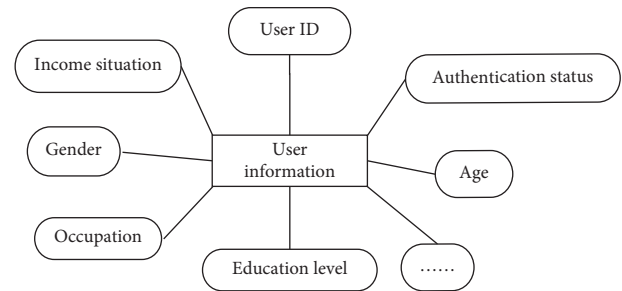 User ID
Income situation
Authentication status
Gender
User
information
Age
Occupation
Education level
……